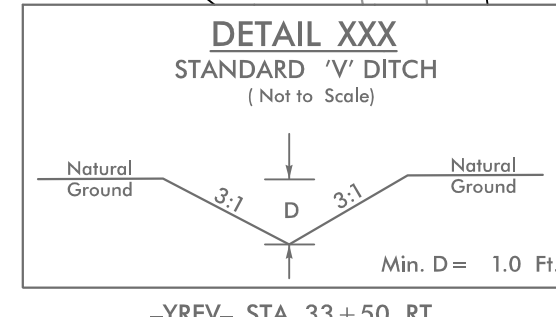 DETAIL XXX
STANDARD 'V' DITCH
( Not to Scale)
Natural
Ground
3:1
D
3:1
Natural
Ground
Min. D = 1.0 Ft.
-YREV- STA. 33+50 RT.